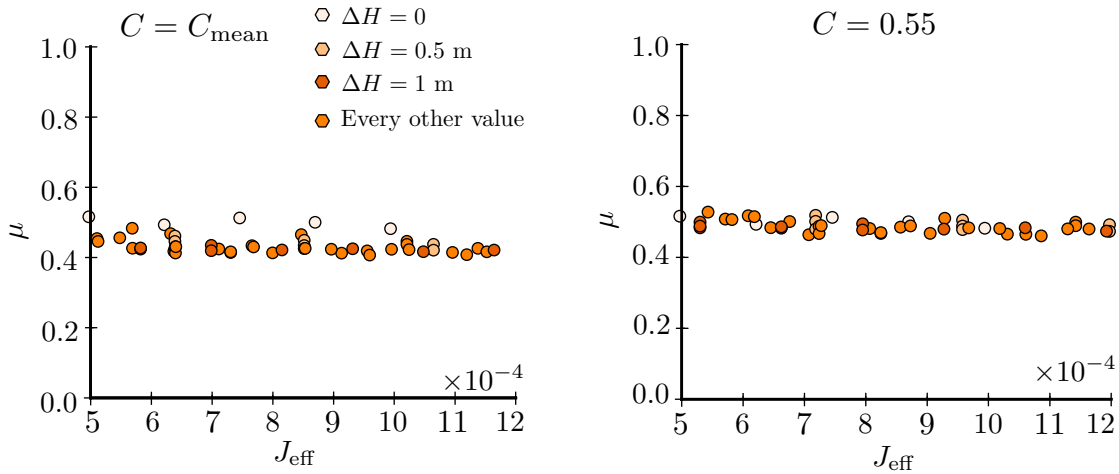 C = C_mean
ΔH = 0
ΔH = 0.5 m
ΔH = 1 m
Every other value
1.0
0.8
0.6
0.4
0.2
0.0
μ
×10⁻⁴
5 6 7 8 9 10 11 12
J_eff
C = 0.55
1.0
0.8
0.6
0.4
0.2
0.0
μ
×10⁻⁴
5 6 7 8 9 10 11 12
J_eff